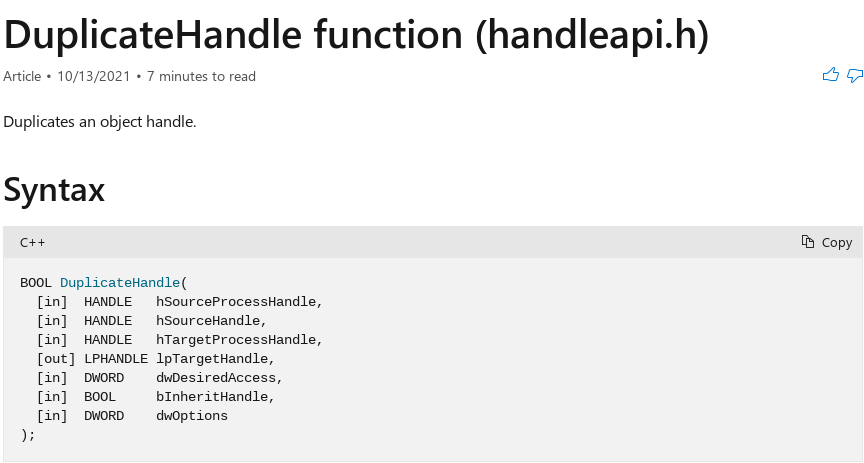 DuplicateHandle function (handleapi.h)
Article • 10/13/2021 • 7 minutes to read
Duplicates an object handle.
Syntax
C++ Copy
BOOL DuplicateHandle(
  [in]  HANDLE   hSourceProcessHandle,
  [in]  HANDLE   hSourceHandle,
  [in]  HANDLE   hTargetProcessHandle,
  [out] LPHANDLE lpTargetHandle,
  [in]  DWORD    dwDesiredAccess,
  [in]  BOOL     bInheritHandle,
  [in]  DWORD    dwOptions
);